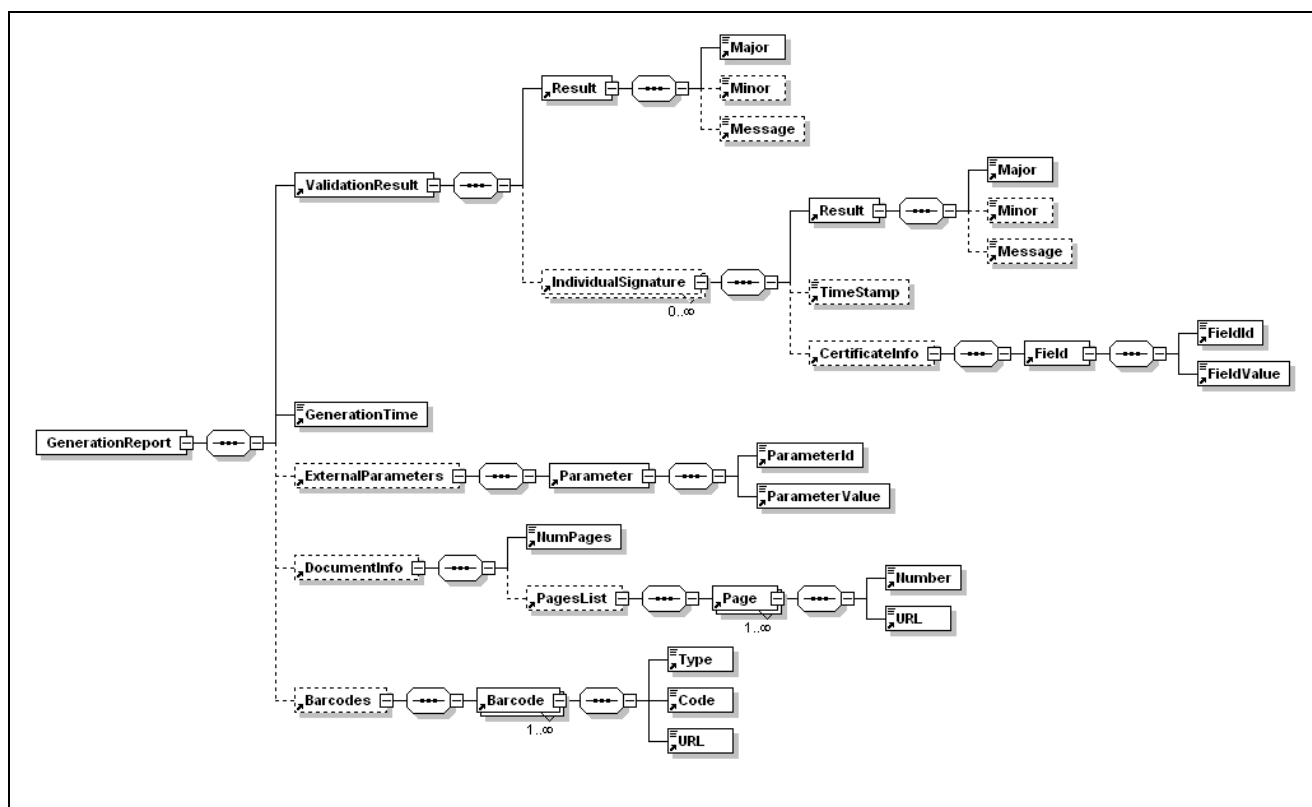 GenerationReport
ValidationResult
Result
Major
Minor
Message
IndividualSignature
0..∞
Result
Major
Minor
Message
TimeStamp
CertificateInfo
Field
FieldId
FieldValue
GenerationTime
ExternalParameters
Parameter
ParameterId
ParameterValue
DocumentInfo
NumPages
PagesList
Page
1..∞
Number
URL
Barcodes
Barcode
1..∞
Type
Code
URL